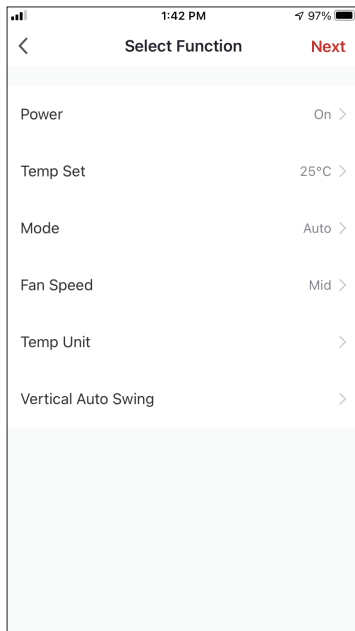 1:42 PM 97%
Select Function Next
Power On
Temp Set 25°C
Mode Auto
Fan Speed Mid
Temp Unit
Vertical Auto Swing